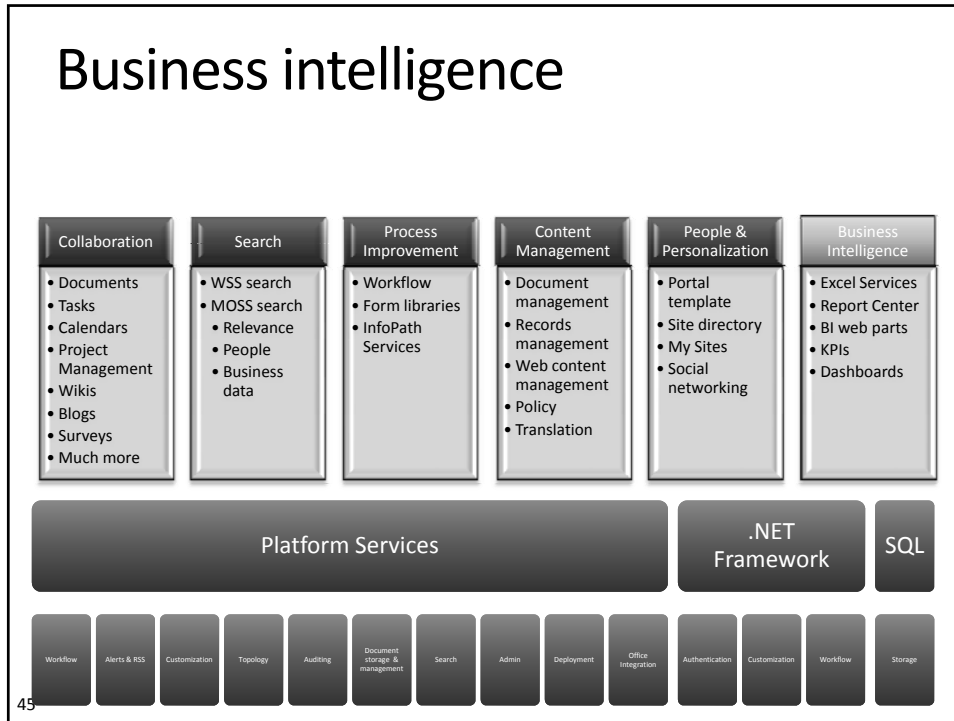 Business intelligence
Collaboration
• Documents
• Tasks
• Calendars
• Project
Management
• Wikis
• Blogs
• Surveys
• Much more
Search
• WSS search
• MOSS search
• Relevance
• People
• Business
data
Process
Improvement
• Workflow
• Form libraries
• InfoPath
Services
Content
Management
• Document
management
• Records
management
• Web content
management
• Policy
• Translation
People &
Personalization
• Portal
template
• Site directory
• My Sites
• Social
networking
Business
Intelligence
• Excel Services
• Report Center
• BI web parts
• KPIs
• Dashboards
Platform Services
.NET
Framework
SQL
Workflow
Alerts & RSS
Customization
Topology
Auditing
Document
storage &
management
Search
Admin
Deployment
Office
Integration
Authentication
Customization
Workflow
Storage
45